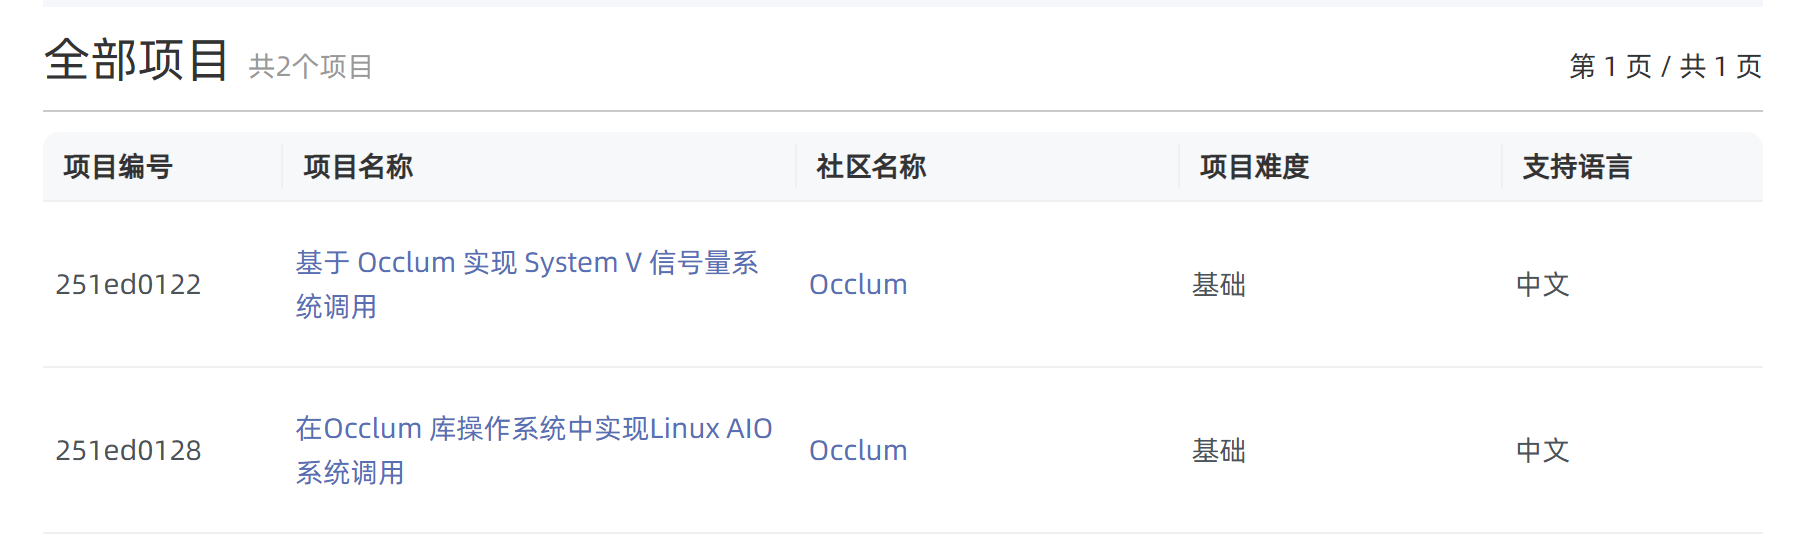 全部项目 共2个项目 第 1 页 / 共 1 页
项目编号 项目名称 社区名称 项目难度 支持语言
251ed0122 基于 Occlum 实现 System V 信号量系 Occlum 基础 中文
统调用
251ed0128 在Occlum 库操作系统中实现Linux AIO Occlum 基础 中文
系统调用